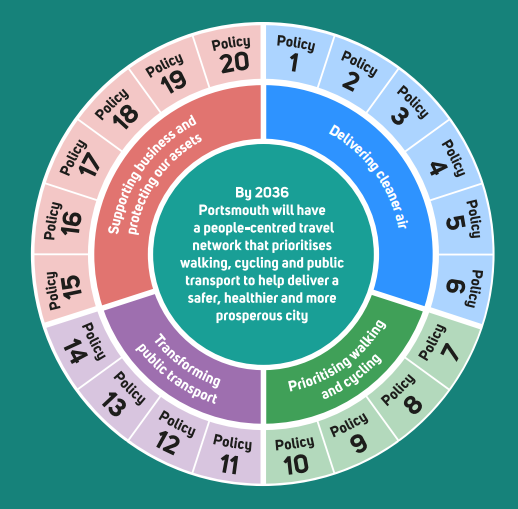 By 2036
Portsmouth will have
a people-centred travel
network that prioritises
walking, cycling and public
transport to help deliver a
safer, healthier and more
prosperous city
Delivering cleaner air
Policy
1
Policy
2
Policy
3
Policy
4
Policy
5
Policy
6
Prioritising walking
and cycling
Policy
7
Policy
8
Policy
9
Policy
10
Transforming
public transport
Policy
11
Policy
12
Policy
13
Policy
14
Supporting business and
protecting our assets
Policy
15
Policy
16
Policy
17
Policy
18
Policy
19
Policy
20